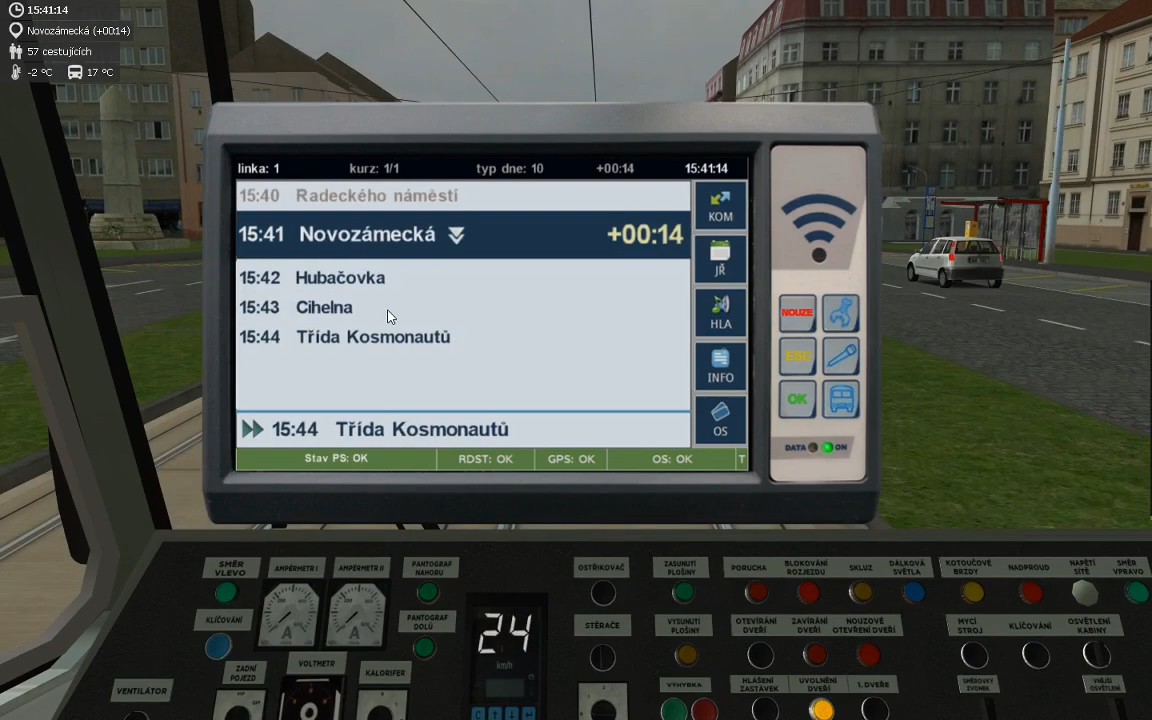 15:41:14
Novozámecká (+00:14)
57 cestujících
-2 ºC 17 ºC
linka: 1 kurz: 1/1 typ dne: 10 +00:14 15:41:14
15:40 Radeckého náměstí
15:41 Novozámecká +00:14
15:42 Hubačovka
15:43 Cihelna
15:44 Třída Kosmonautů
15:44 Třída Kosmonautů
Stav PS: OK RDST: OK GPS: OK OS: OK T
KOM
JŘ
HLA
INFO
OS
NOUZE
ESC
OK
DATA ON
SMĚR VLEVO
AMPÉRMETR I
AMPÉRMETR II
PANTOGRAF NAHORU
OSTŘIKOVAČ
ZASUNUTÍ PLOŠINY
PORUCHA
BLOKOVÁNÍ ROZJEZDU
SKLUZ
DÁLKOVÁ SVĚTLA
KOTOUČOVÉ BRZDY
NADPROUD
NAPĚTÍ SÍTĚ
SMĚR VPRAVO
KLÍČOVÁNÍ
A
A
PANTOGRAF DOLŮ
24
km/h
STĚRAČE
VYSUNUTÍ PLOŠINY
OTEVÍRÁNÍ DVEŘÍ
ZAVÍRÁNÍ DVEŘÍ
NOUZOVÉ OTEVŘENÍ DVEŘÍ
MYCÍ STROJ
KLÍČOVÁNÍ
OSVĚTLENÍ KABINY
ZADNÍ POJEZD
VOLTMETR
KALORIFER
VENTILÁTOR
VÝHYBKA
HLÁŠENÍ ZASTÁVEK
UVOLNĚNÍ DVEŘÍ
1. DVEŘE
SMĚROVKY ZVONEK
VNĚJŠÍ OSVĚTLENÍ